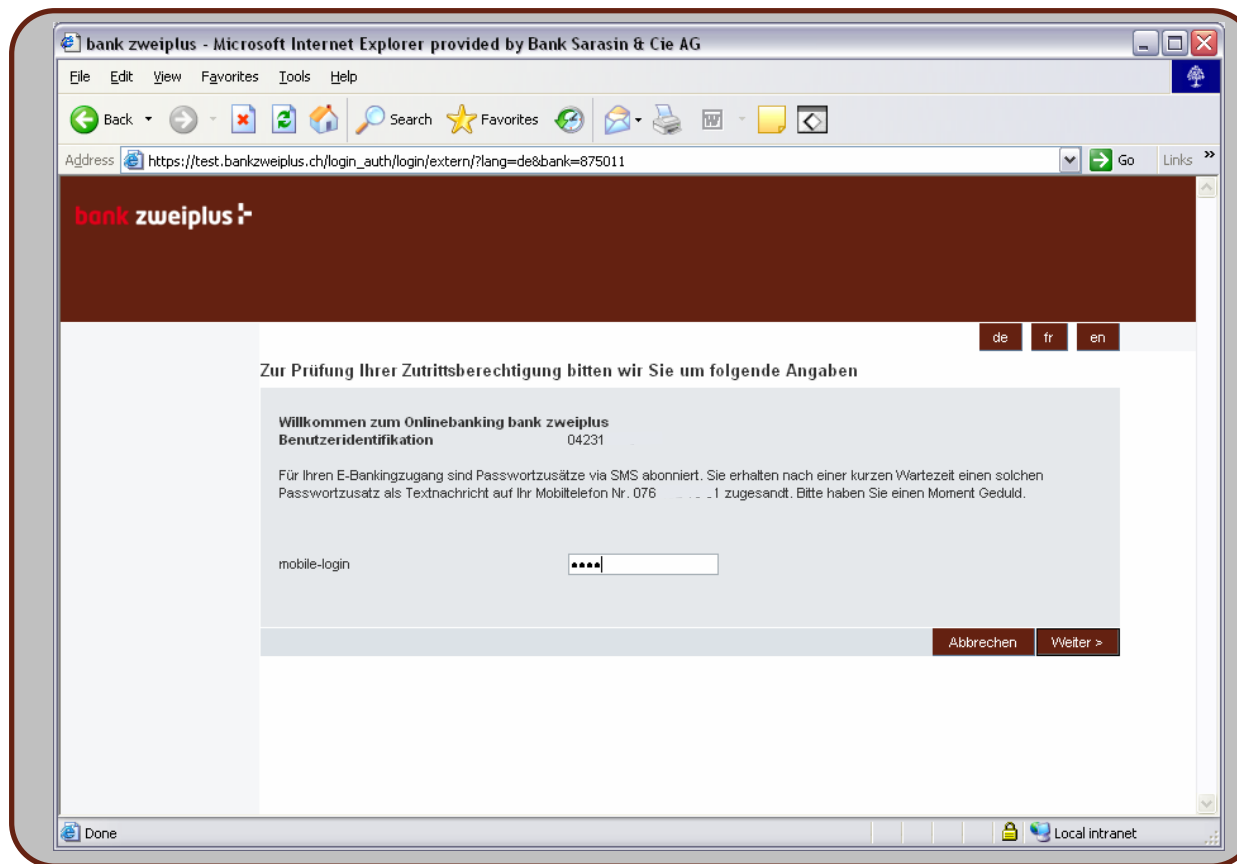 bank zweiplus - Microsoft Internet Explorer provided by Bank Sarasin & Cie AG
File Edit View Favorites Tools Help
Back Search Favorites
Address https://test.bankzweiplus.ch/login_auth/login/extern/?lang=de&bank=875011 Go Links »
bank zweiplus
de fr en
Zur Prüfung Ihrer Zutrittsberechtigung bitten wir Sie um folgende Angaben
Willkommen zum Onlinebanking bank zweiplus
Benutzeridentifikation 04231
Für Ihren E-Bankingzugang sind Passwortzusätze via SMS abonniert. Sie erhalten nach einer kurzen Wartezeit einen solchen
Passwortzusatz als Textnachricht auf Ihr Mobiltelefon Nr. 076 1 zugesandt. Bitte haben Sie einen Moment Geduld.
mobile-login ••••
Abbrechen Weiter >
Done Local intranet